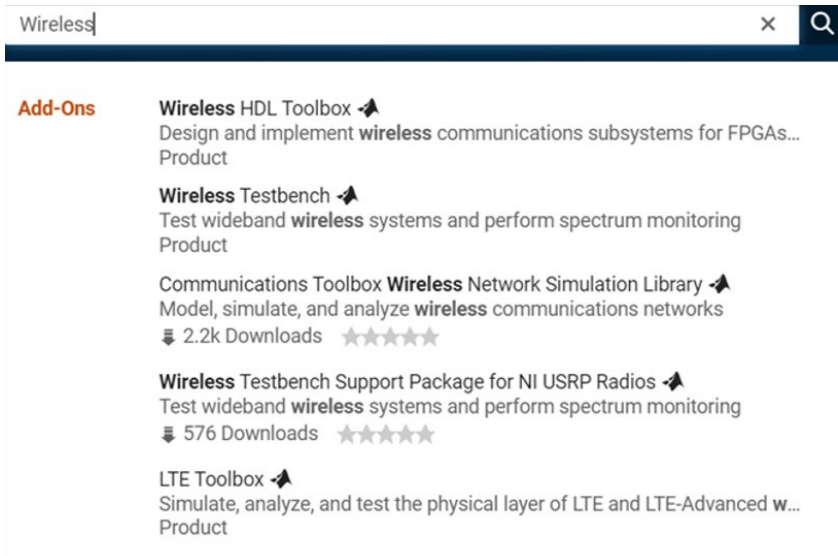 Wireless
Add-Ons
Wireless HDL Toolbox
Design and implement wireless communications subsystems for FPGAs...
Product
Wireless Testbench
Test wideband wireless systems and perform spectrum monitoring
Product
Communications Toolbox Wireless Network Simulation Library
Model, simulate, and analyze wireless communications networks
2.2k Downloads
Wireless Testbench Support Package for NI USRP Radios
Test wideband wireless systems and perform spectrum monitoring
576 Downloads
LTE Toolbox
Simulate, analyze, and test the physical layer of LTE and LTE-Advanced w...
Product